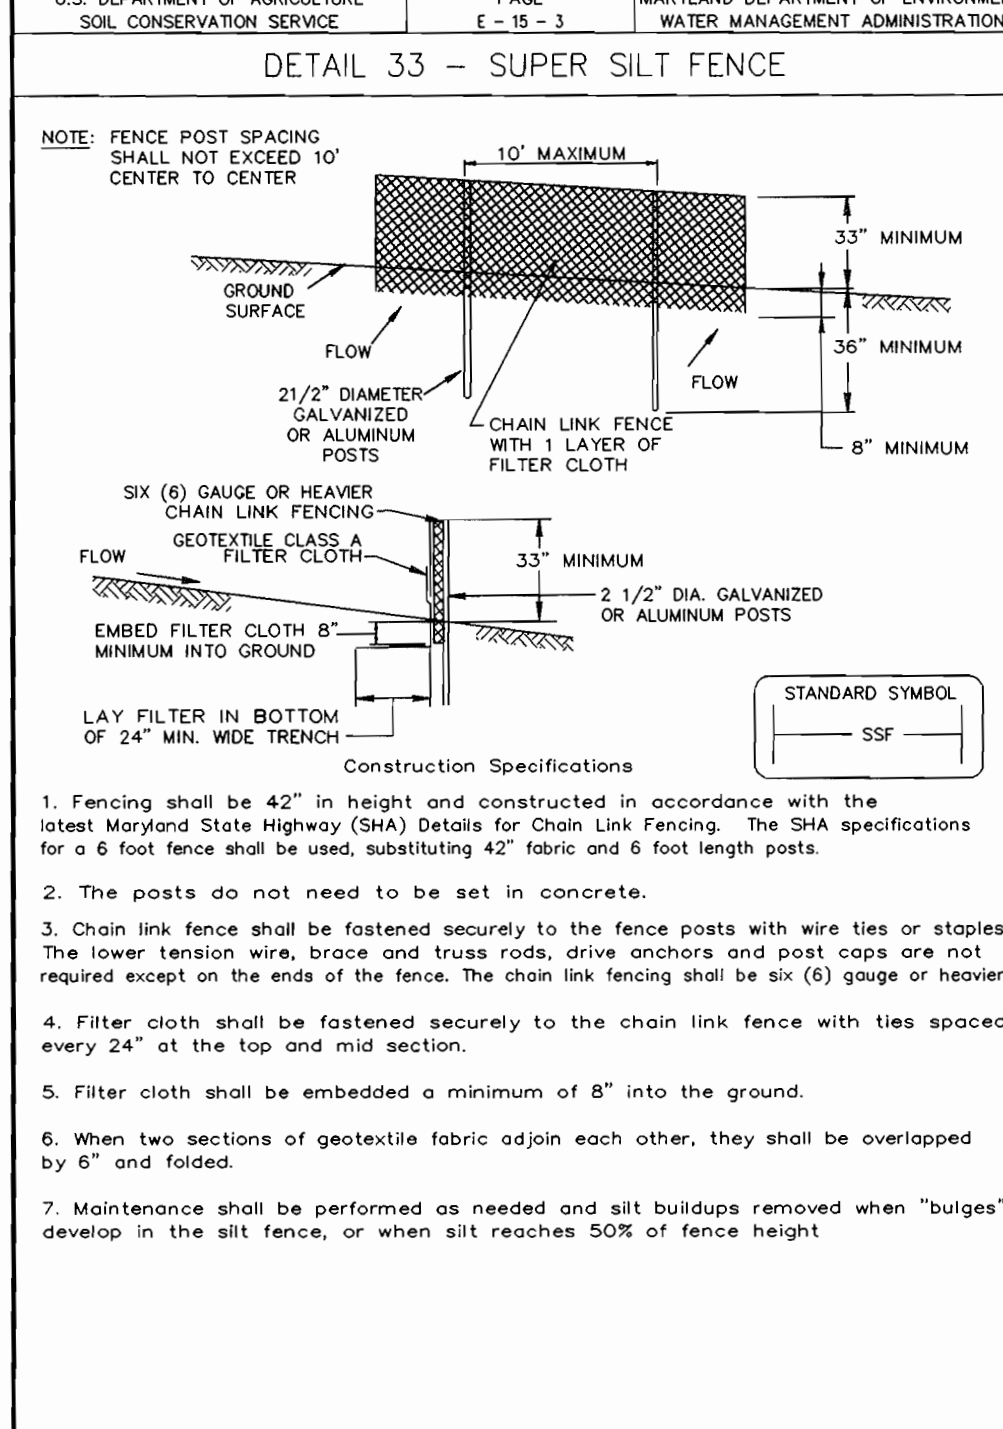 U.S. DEPARTMENT OF AGRICULTURE
SOIL CONSERVATION SERVICE
PAGE
E - 15 - 3
MARYLAND DEPARTMENT OF
WATER MANAGEMENT ADMINISTRATION
DETAIL 33 - SUPER SILT FENCE
NOTE: FENCE POST SPACING
SHALL NOT EXCEED 10'
CENTER TO CENTER
10' MAXIMUM
33" MINIMUM
GROUND
SURFACE
FLOW
36" MINIMUM
FLOW
21/2" DIAMETER
GALVANIZED
OR ALUMINUM
POSTS
CHAIN LINK FENCE
WITH 1 LAYER OF
FILTER CLOTH
8" MINIMUM
SIX (6) GAUGE OR HEAVIER
CHAIN LINK FENCING
GEOTEXTILE CLASS A
FILTER CLOTH
FLOW
33" MINIMUM
2 1/2" DIA. GALVANIZED
OR ALUMINUM POSTS
EMBED FILTER CLOTH 8"
MINIMUM INTO GROUND
LAY FILTER IN BOTTOM
OF 24" MIN. WIDE TRENCH
STANDARD SYMBOL
SSF
Construction Specifications
1. Fencing shall be 42" in height and constructed in accordance with the
latest Maryland State Highway (SHA) Details for Chain Link Fencing. The SHA specifications
for a 6 foot fence shall be used, substituting 42" fabric and 6 foot length posts.
2. The posts do not need to be set in concrete.
3. Chain link fence shall be fastened securely to the fence posts with wire ties or staples
The lower tension wire, brace and truss rods, drive anchors and post caps are not
required except on the ends of the fence. The chain link fencing shall be six (6) gauge or heavier
4. Filter cloth shall be fastened securely to the chain link fence with ties spaced
every 24" at the top and mid section.
5. Filter cloth shall be embedded a minimum of 8" into the ground.
6. When two sections of geotextile fabric adjoin each other, they shall be overlapped
by 6" and folded.
7. Maintenance shall be performed as needed and silt buildups removed when "bulges"
develop in the silt fence, or when silt reaches 50% of fence height